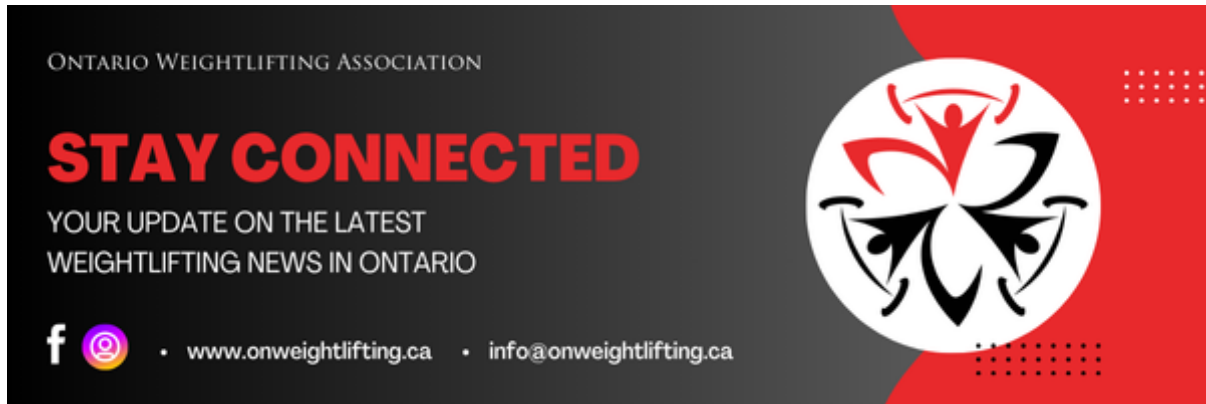 ONTARIO WEIGHTLIFTING ASSOCIATION
STAY CONNECTED
YOUR UPDATE ON THE LATEST
WEIGHTLIFTING NEWS IN ONTARIO
f • www.onweightlifting.ca • info@onweightlifting.ca